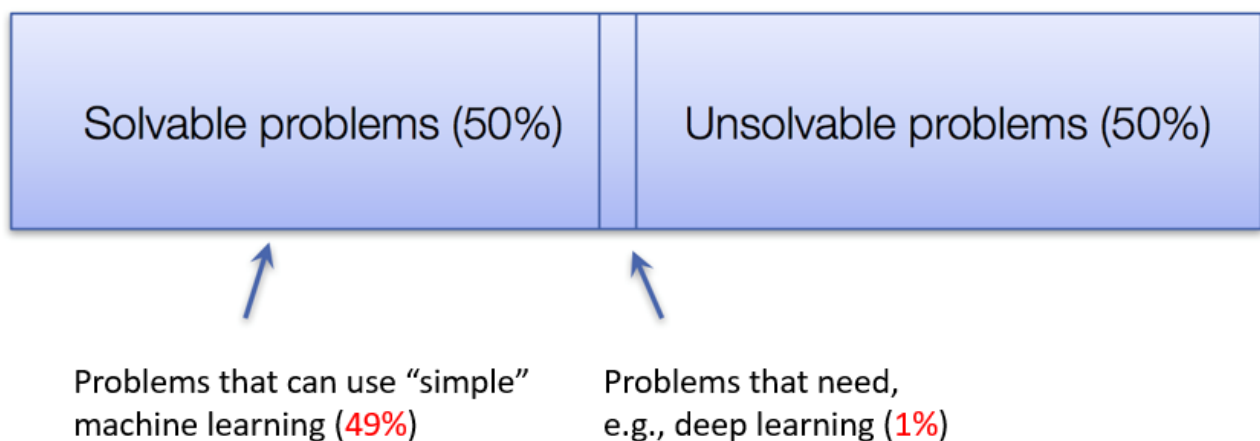 Solvable problems (50%)
Unsolvable problems (50%)
Problems that can use “simple”
machine learning (49%)
Problems that need,
e.g., deep learning (1%)